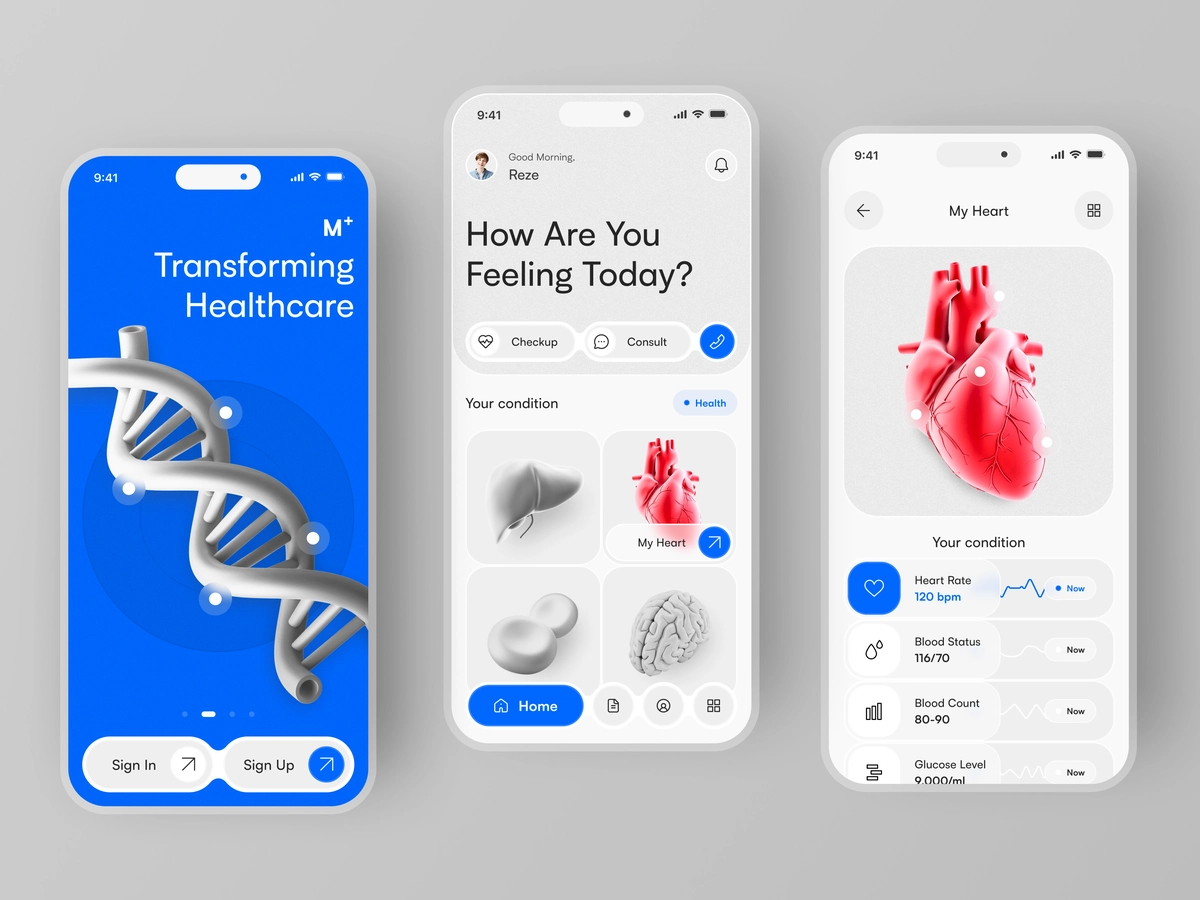 9:41
M+
Transforming
Healthcare
Sign In
Sign Up
9:41
Good Morning,
Reze
How Are You
Feeling Today?
Checkup
Consult
Your condition
Health
My Heart
Home
9:41
My Heart
Your condition
Heart Rate
120 bpm
Now
Blood Status
116/70
Now
Blood Count
80-90
Now
Glucose Level
9.000/ml
Now